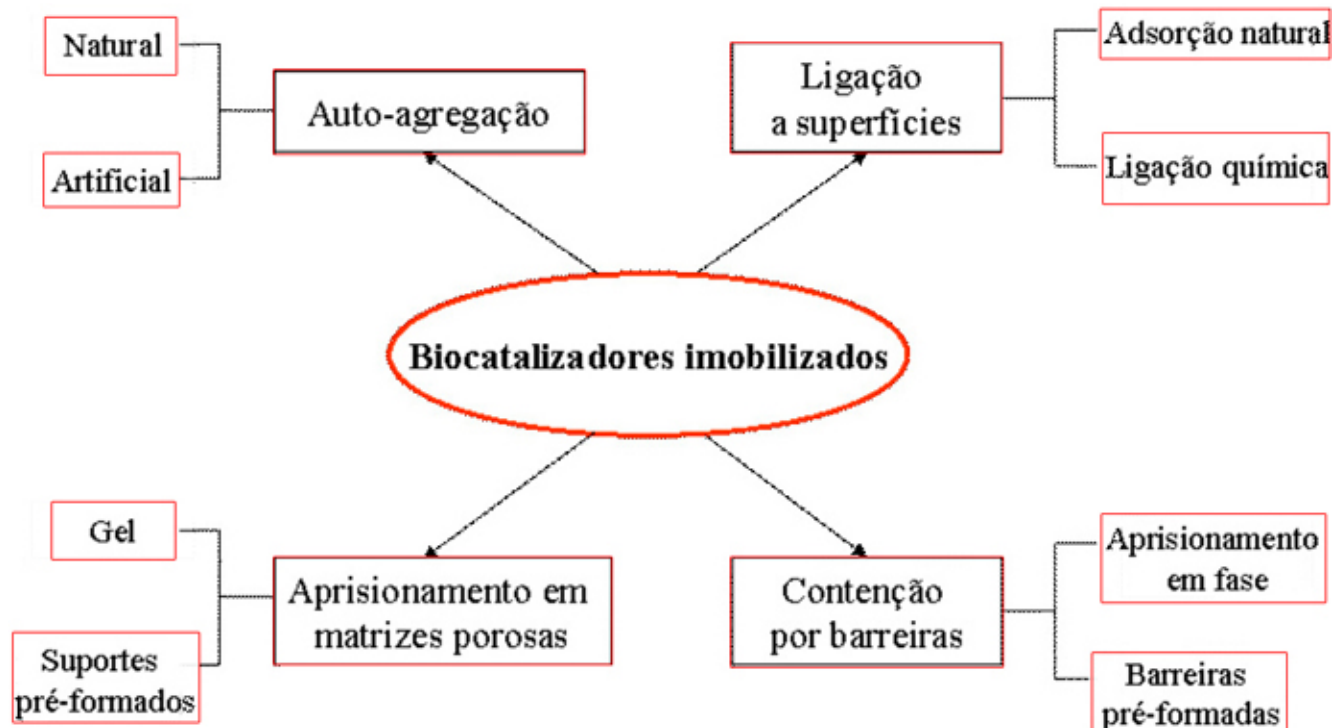 Natural
Auto-agregação
Artificial
Ligação
a superfícies
Adsorção natural
Ligação química
Biocatalizadores imobilizados
Gel
Aprisionamento em
matrizes porosas
Suportes
pré-formados
Contenção
por barreiras
Aprisionamento
em fase
Barreiras
pré-formadas